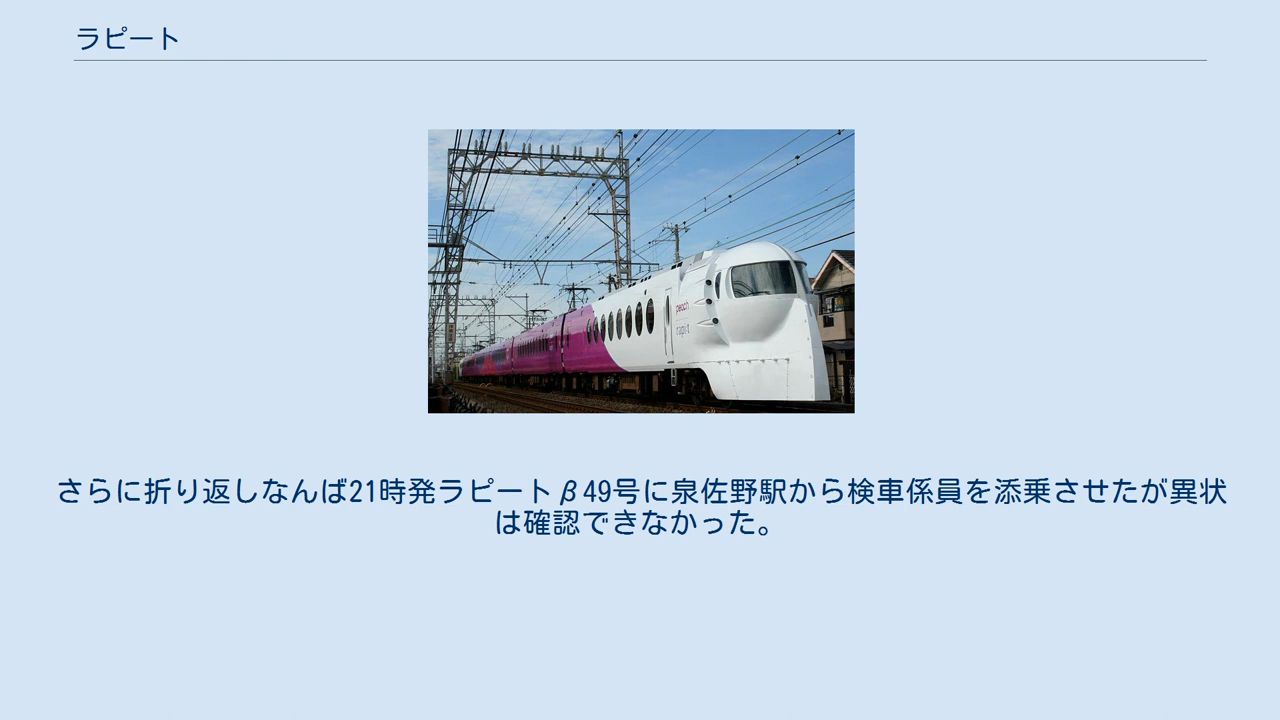 ラピート
peach
rapi:t
さらに折り返しなんば21時発ラピートβ49号に泉佐野駅から検車係員を添乗させたが異状
は確認できなかった。